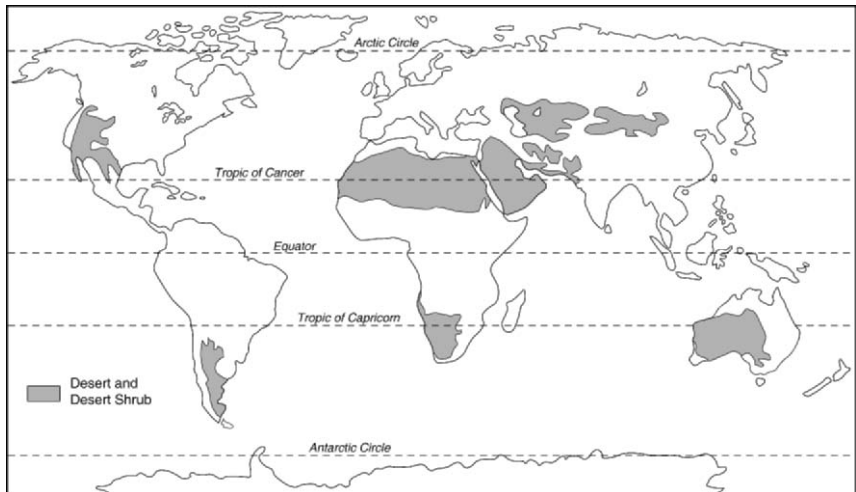 Arctic Circle
Tropic of Cancer
Equator
Tropic of Capricorn
Desert and
Desert Shrub
Antarctic Circle